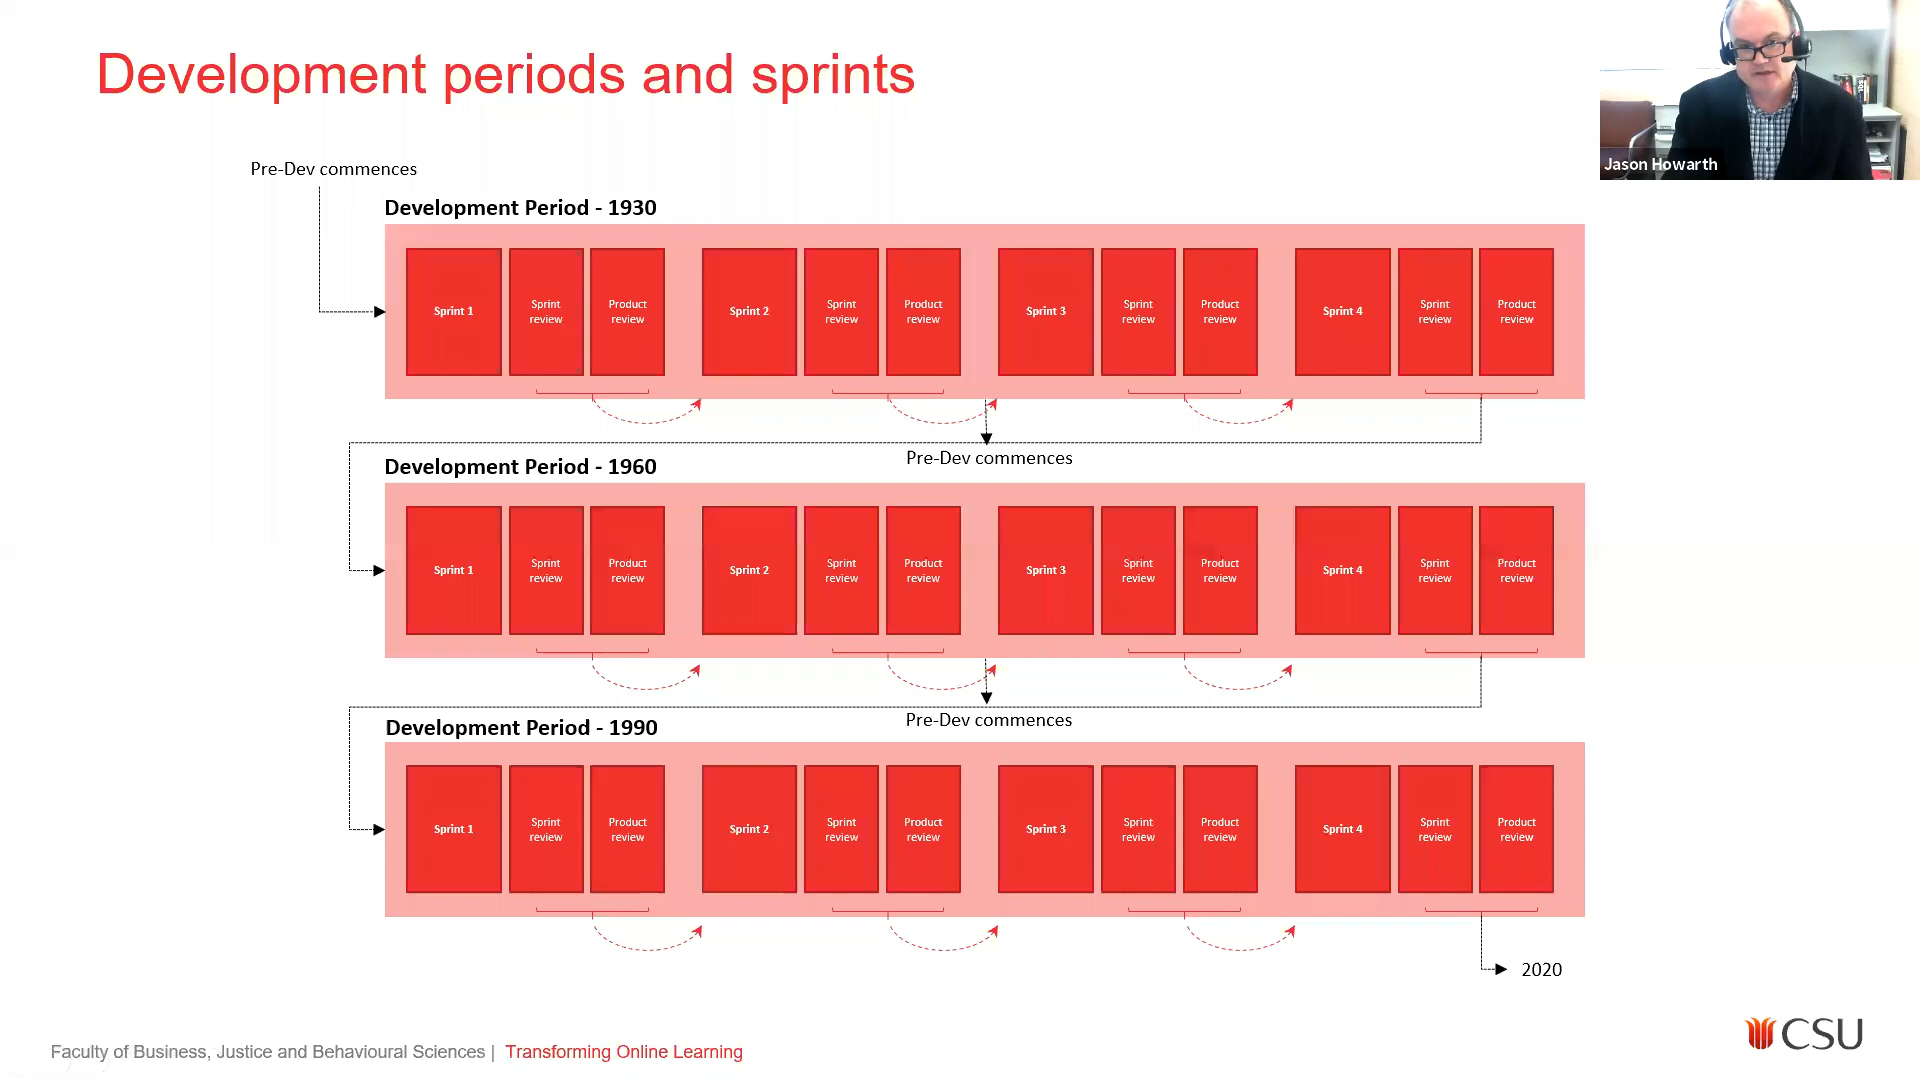 Development periods and sprints
Jason Howarth
Pre-Dev commences
Development Period - 1930
Sprint 1
Sprint
review
Product
review
Sprint 2
Sprint
review
Product
review
Sprint 3
Sprint
review
Product
review
Sprint 4
Sprint
review
Product
review
Pre-Dev commences
Development Period - 1960
Sprint 1
Sprint
review
Product
review
Sprint 2
Sprint
review
Product
review
Sprint 3
Sprint
review
Product
review
Sprint 4
Sprint
review
Product
review
Pre-Dev commences
Development Period - 1990
Sprint 1
Sprint
review
Product
review
Sprint 2
Sprint
review
Product
review
Sprint 3
Sprint
review
Product
review
Sprint 4
Sprint
review
Product
review
2020
Faculty of Business, Justice and Behavioural Sciences | Transforming Online Learning
CSU